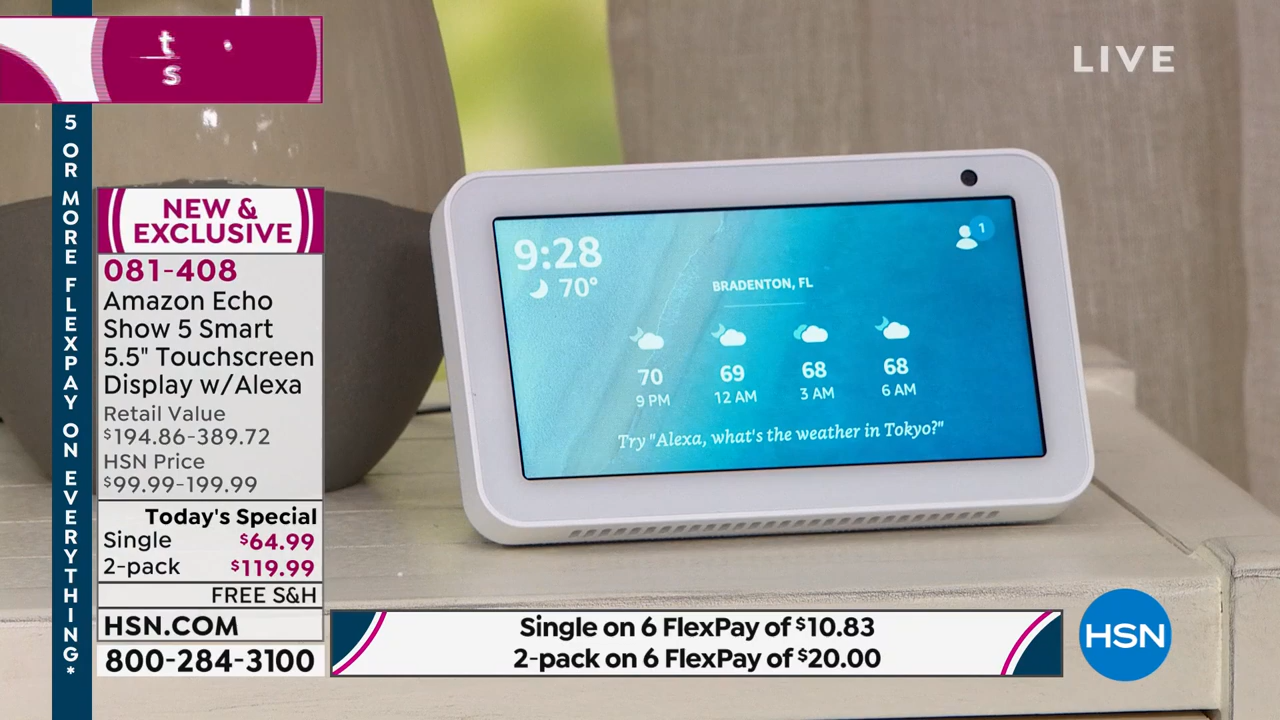 t
s
LIVE
5 OR MORE FLEXPAY ON EVERYTHING*
NEW &
EXCLUSIVE
081-408
Amazon Echo
Show 5 Smart
5.5" Touchscreen
Display w/Alexa
Retail Value
$194.86-389.72
HSN Price
$99.99-199.99
Today's Special
Single $64.99
2-pack $119.99
FREE S&H
HSN.COM
800-284-3100
9:28
70°
1
BRADENTON, FL
70 69 68 68
9 PM 12 AM 3 AM 6 AM
Try "Alexa, what's the weather in Tokyo?"
Single on 6 FlexPay of $10.83
2-pack on 6 FlexPay of $20.00
HSN